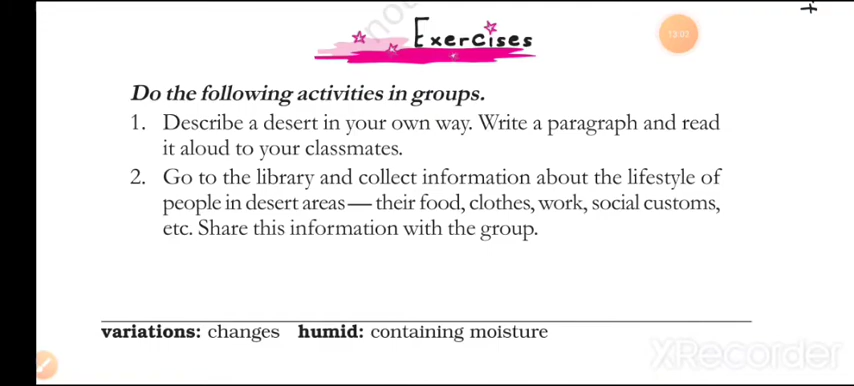 Exercises
13:03
Do the following activities in groups.
1. Describe a desert in your own way. Write a paragraph and read
it aloud to your classmates.
2. Go to the library and collect information about the lifestyle of
people in desert areas— their food, clothes, work, social customs,
etc. Share this information with the group.
variations: changes humid: containing moisture
XRecorder